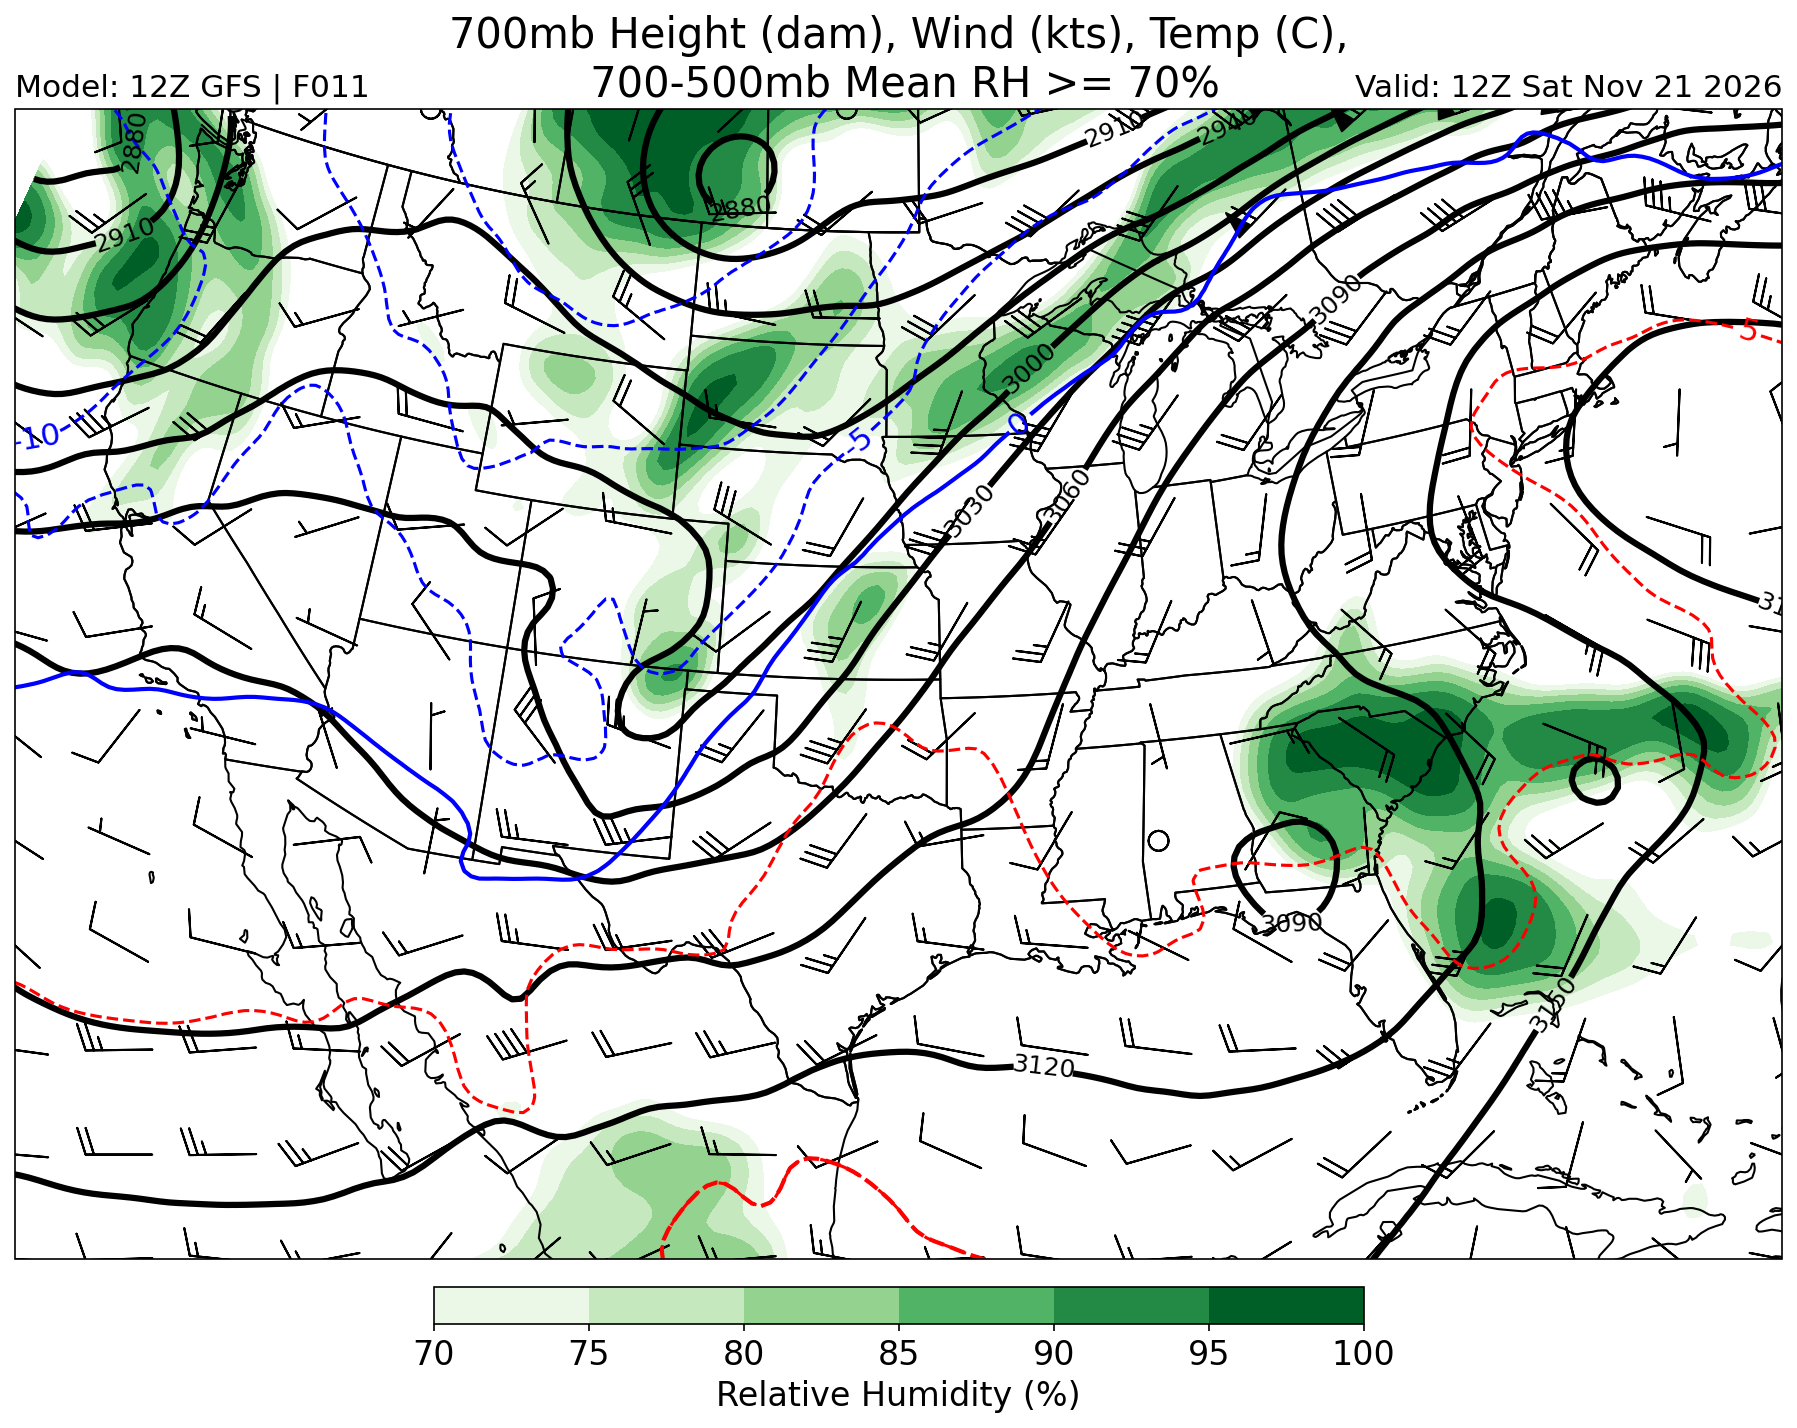 700mb Height (dam), Wind (kts), Temp (C),
700-500mb Mean RH >= 70%
Model: 12Z GFS | F011
Valid: 12Z Sat Nov 21 2026
2880
2910
2940
2880
2910
3090
5
3000
-10
0
-5
3030
3060
3090
3150
3120
70 75 80 85 90 95 100
Relative Humidity (%)